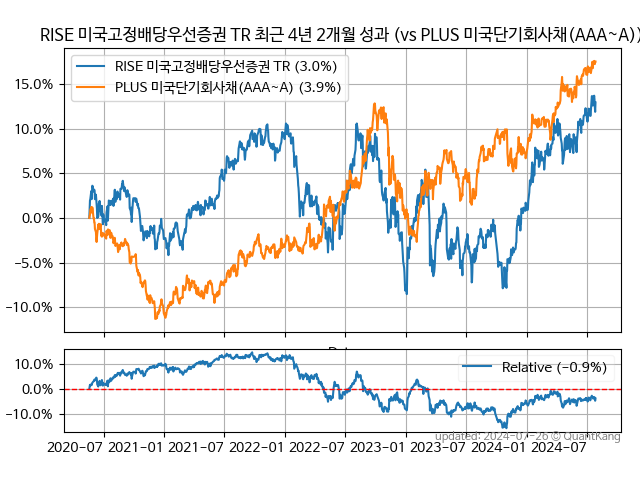 RISE 미국고정배당우선증권 TR 최근 4년 2개월 성과 (vs PLUS 미국단기회사채(AAA~A))
RISE 미국고정배당우선증권 TR (3.0%)
PLUS 미국단기회사채(AAA~A) (3.9%)
15.0%
10.0%
5.0%
0.0%
−5.0%
−10.0%
Relative (−0.9%)
10.0%
0.0%
−10.0%
updated: 2024-07-26 © QuantKang
2020-07 2021-01 2021-07 2022-01 2022-07 2023-01 2023-07 2024-01 2024-07